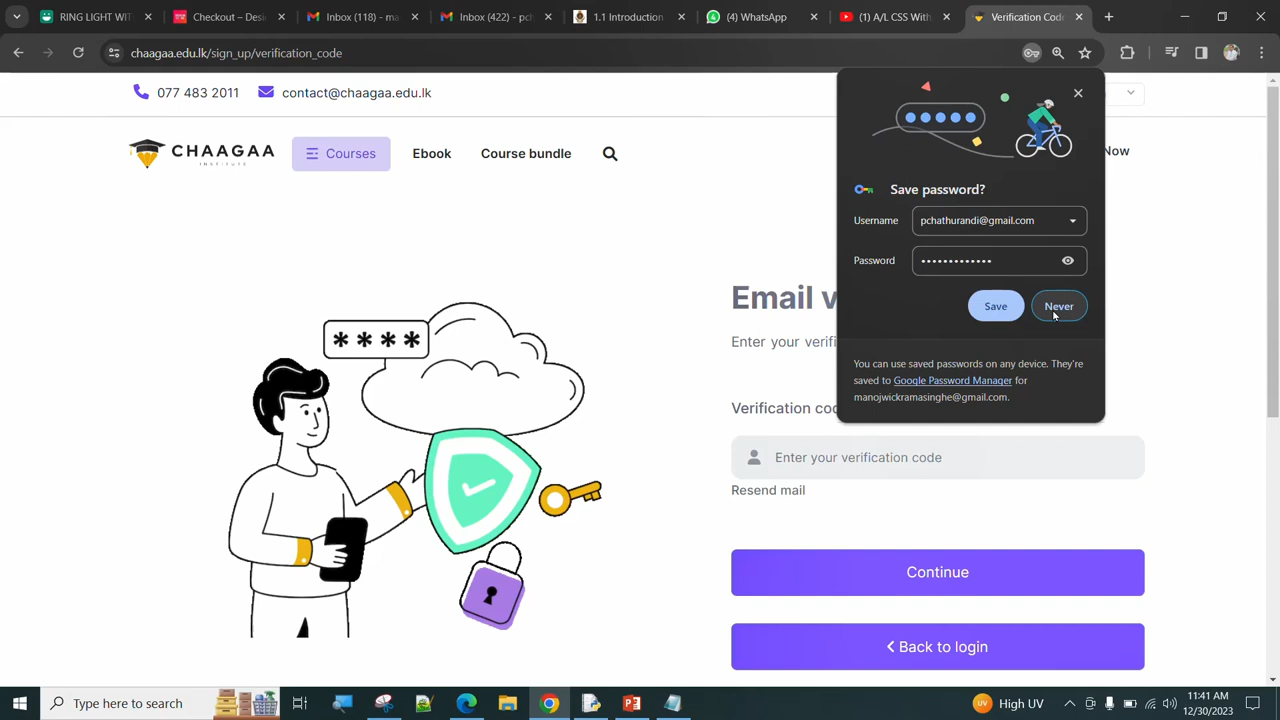 RING LIGHT WIT
Checkout – Desi
Inbox (118) - ma
Inbox (422) - pch
1.1 Introduction
(4) WhatsApp
(1) A/L CSS With
Verification Code
chaagaa.edu.lk/sign_up/verification_code
077 483 2011
contact@chaagaa.edu.lk
CHAAGAA
INSTITUTE
Courses
Ebook
Course bundle
Now
Save password?
Username
pchathurandi@gmail.com
Password
•••••••••••••
Save
Never
You can use saved passwords on any device. They're
saved to Google Password Manager for
manojwickramasinghe@gmail.com.
****
Email v
Enter your verifi
Verification cod
Enter your verification code
Resend mail
Continue
Back to login
Type here to search
High UV
11:41 AM
12/30/2023